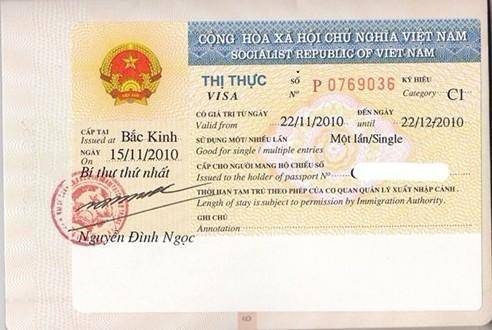 CỘNG HÒA XÃ HỘI CHỦ NGHĨA VIỆT NAM
SOCIALIST REPUBLIC OF VIET NAM
THỊ THỰC SỐ KÝ HIỆU
VISA Nº P 0769036 Category C1
CÓ GIÁ TRỊ TỪ NGÀY ĐẾN NGÀY
Valid from 22/11/2010 until 22/12/2010
CẤP TẠI
Issued at Bắc Kinh
SỬ DỤNG MỘT/NHIỀU LẦN Một lần/Single
Good for single / multiple entries
NGÀY
On 15/11/2010
CẤP CHO NGƯỜI MANG HỘ CHIẾU SỐ
Issued to the holder of passport Nº
Bí thư thứ nhất
THỜI HẠN TẠM TRÚ THEO PHÉP CỦA CƠ QUAN QUẢN LÝ XUẤT NHẬP CẢNH
Length of stay is subject to permission by Immigration Authority.
GHI CHÚ
Annotation
Nguyễn Đình Ngọc